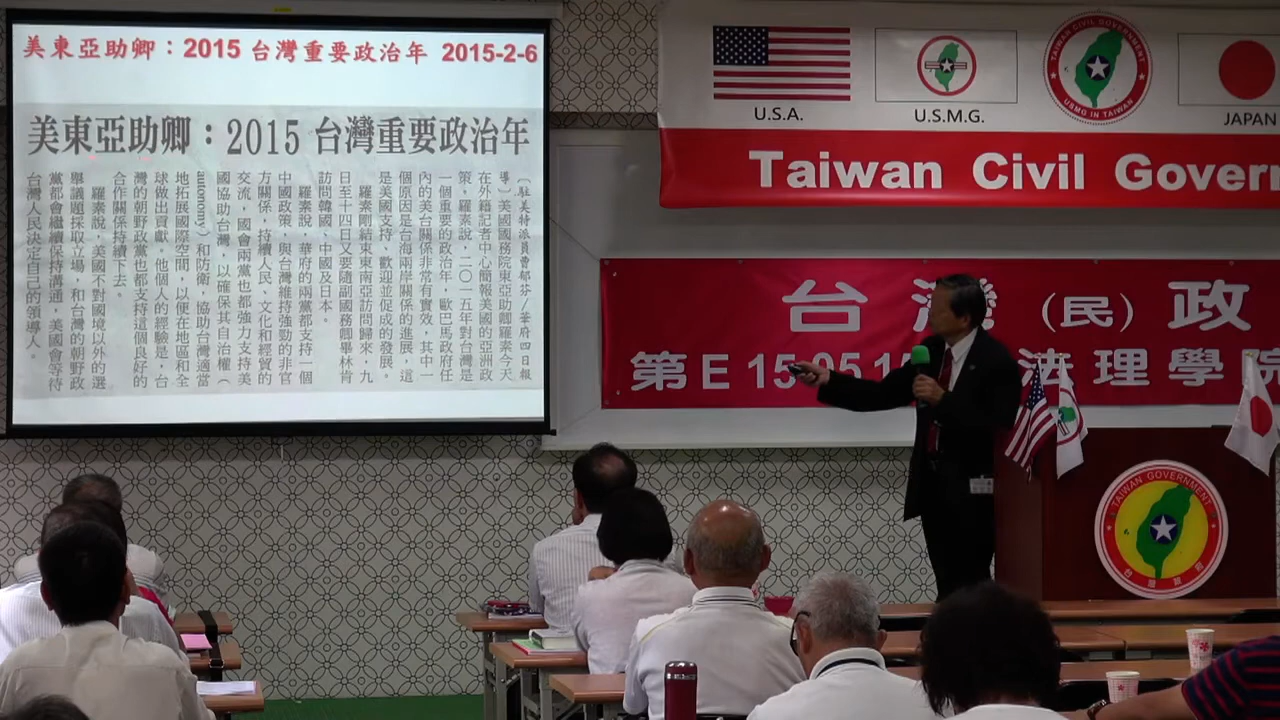 美東亞助卿：2015 台灣重要政治年 2015-2-6
美東亞助卿：2015 台灣重要政治年
〔駐美特派員曹郁芬/華府四日報
導〕美國國務院東亞助卿羅素今天
在外籍記者中心簡報美國的亞洲政
策，羅素說，二〇一五年對台灣是
一個重要的政治年，歐巴馬政府任
內的美台關係非常有實效，其中一
個原因是台海兩岸關係的進展，這
是美國支持、歡迎並促成的發展。
羅素剛結束東南亞訪問歸來，九
日至十四日又要隨副國務卿畢林肯
訪問韓國、中國及日本。
羅素說，華府的兩黨都支持一個
中國政策，與台灣維持強勁的非官
方關係，持續人民、文化和經貿的
交流，國會兩黨也都強力支持美
國協助台灣，以確保其自治權（
autonomy）和防衛，協助台灣適當
地拓展國際空間，以便在地區和全
球做出貢獻。他個人的經驗是，台
灣的朝野政黨也都支持這個良好的
合作關係持續下去。
羅素說，美國不對國境以外的選
舉議題採取立場，和台灣的朝野政
黨都會繼續保持溝通，美國會等待
台灣人民決定自己的領導人。
U.S.A.
U.S.M.G.
TAIWAN CIVIL GOVERNMENT
USMG IN TAIWAN
JAPAN
Taiwan Civil Gover
台灣（民）政
第E15 0515 法理學院
TAIWAN GOVERNMENT
台灣政府